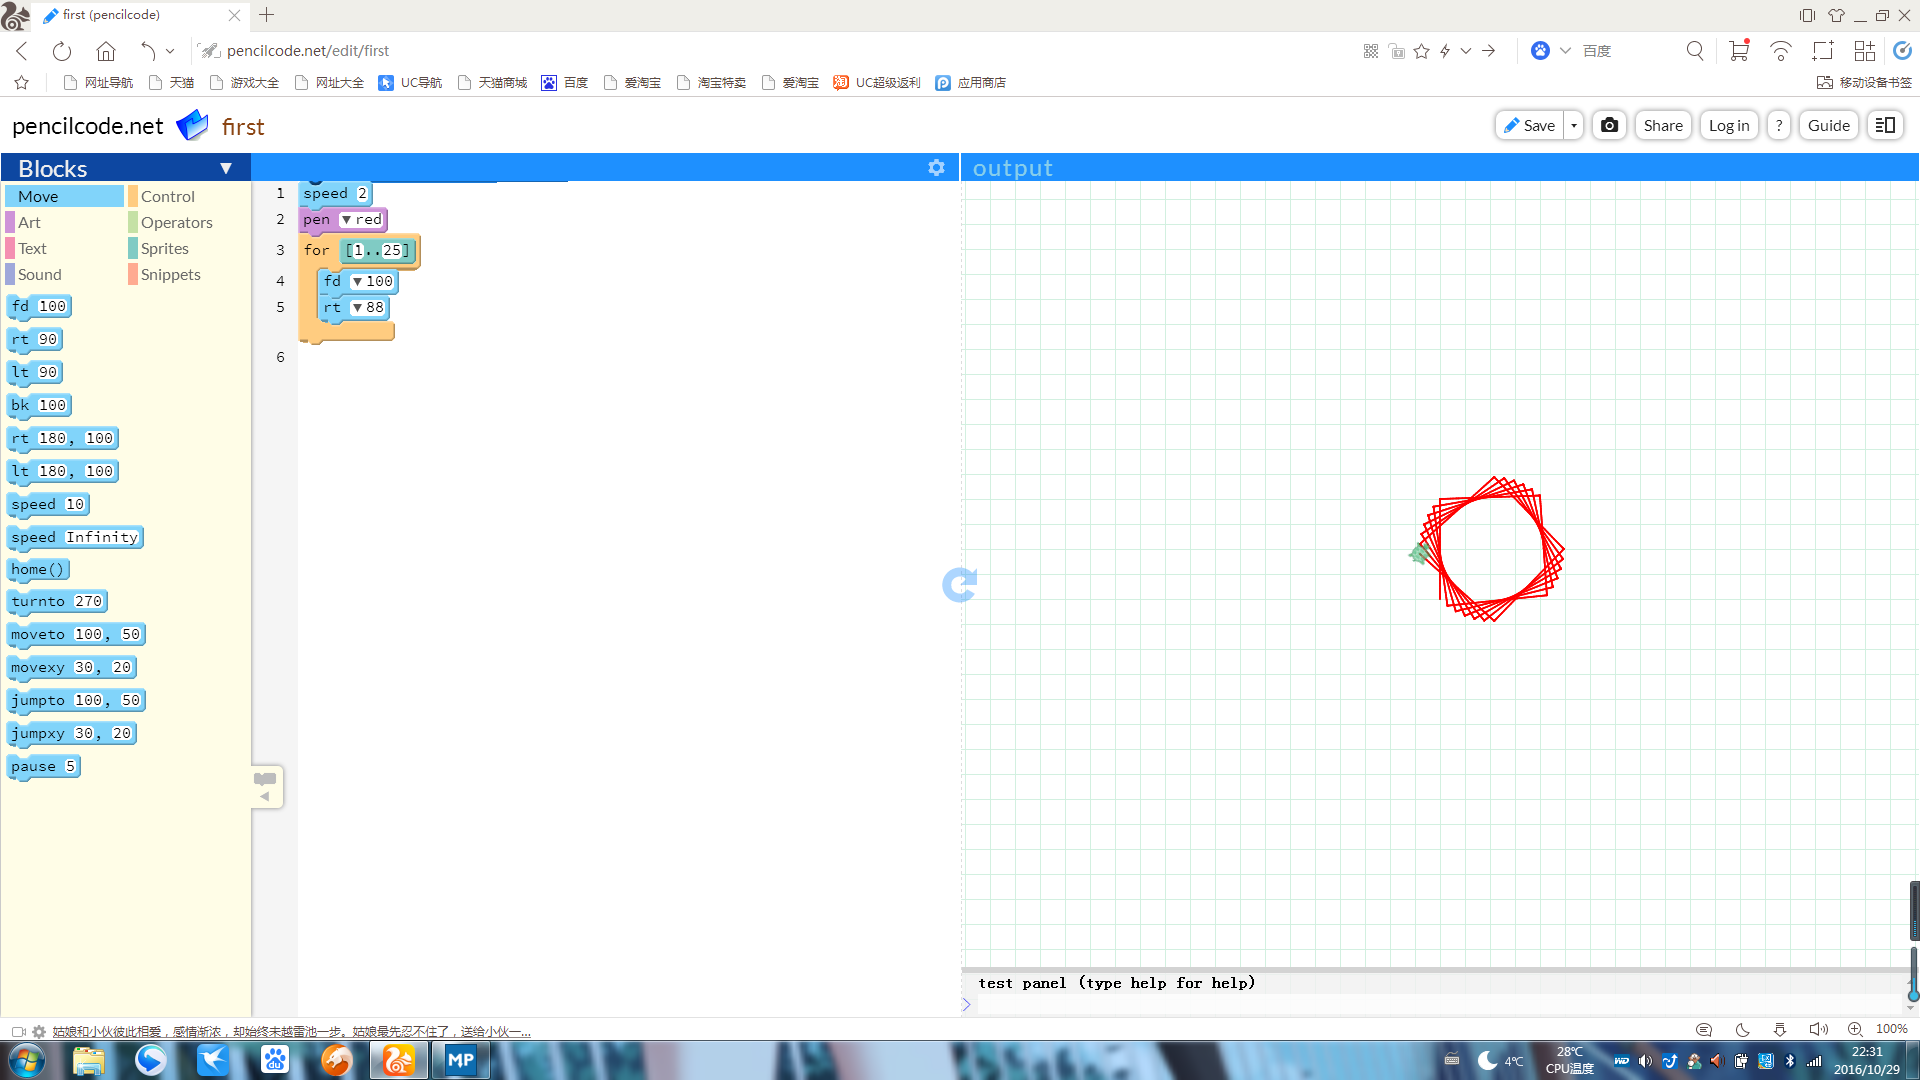 first (pencilcode)
pencilcode.net/edit/first
百度
网址导航 天猫 游戏大全 网址大全 UC导航 天猫商城 百度 爱淘宝 淘宝特卖 爱淘宝 UC超级返利 应用商店 移动设备书签
pencilcode.net first
Save Share Log in ? Guide
Blocks
output
Move Control
Art Operators
Text Sprites
Sound Snippets
fd 100
rt 90
lt 90
bk 100
rt 180, 100
lt 180, 100
speed 10
speed Infinity
home()
turnto 270
moveto 100, 50
movexy 30, 20
jumpto 100, 50
jumpxy 30, 20
pause 5
1 speed 2
2 pen red
3 for [1..25]
4 fd 100
5 rt 88
6
test panel (type help for help)
>
姑娘和小伙彼此相爱，感情渐浓，却始终未越雷池一步。姑娘最先忍不住了，送给小伙一...
100%
du
MP
4℃
28℃
CPU温度
WD
22:31
2016/10/29